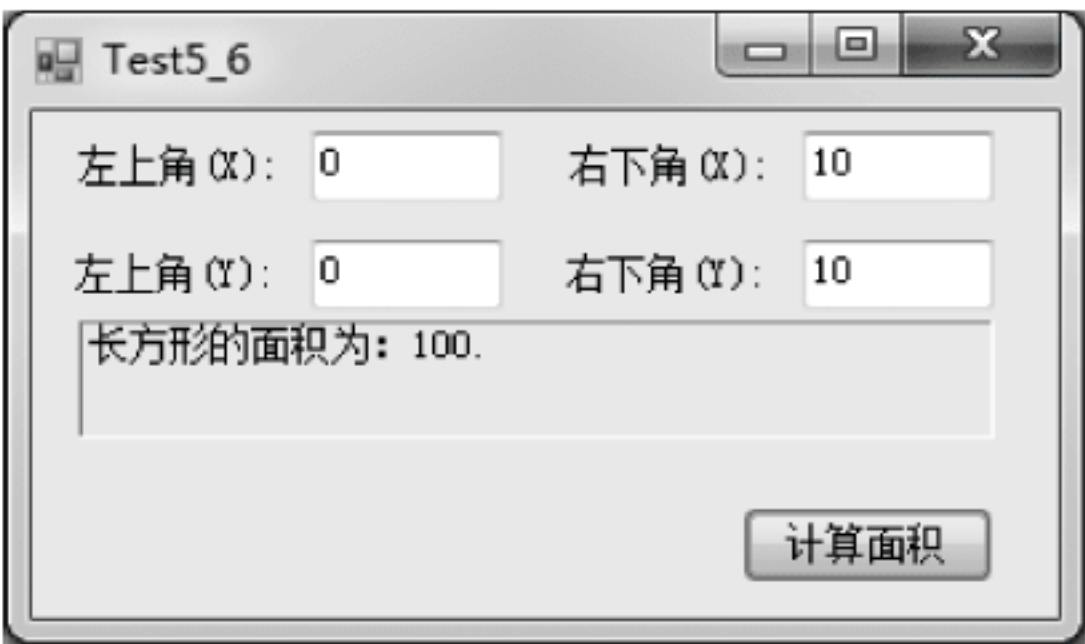 Test5_6
左上角(X): 0 右下角(X): 10
左上角(Y): 0 右下角(Y): 10
长方形的面积为：100.
计算面积